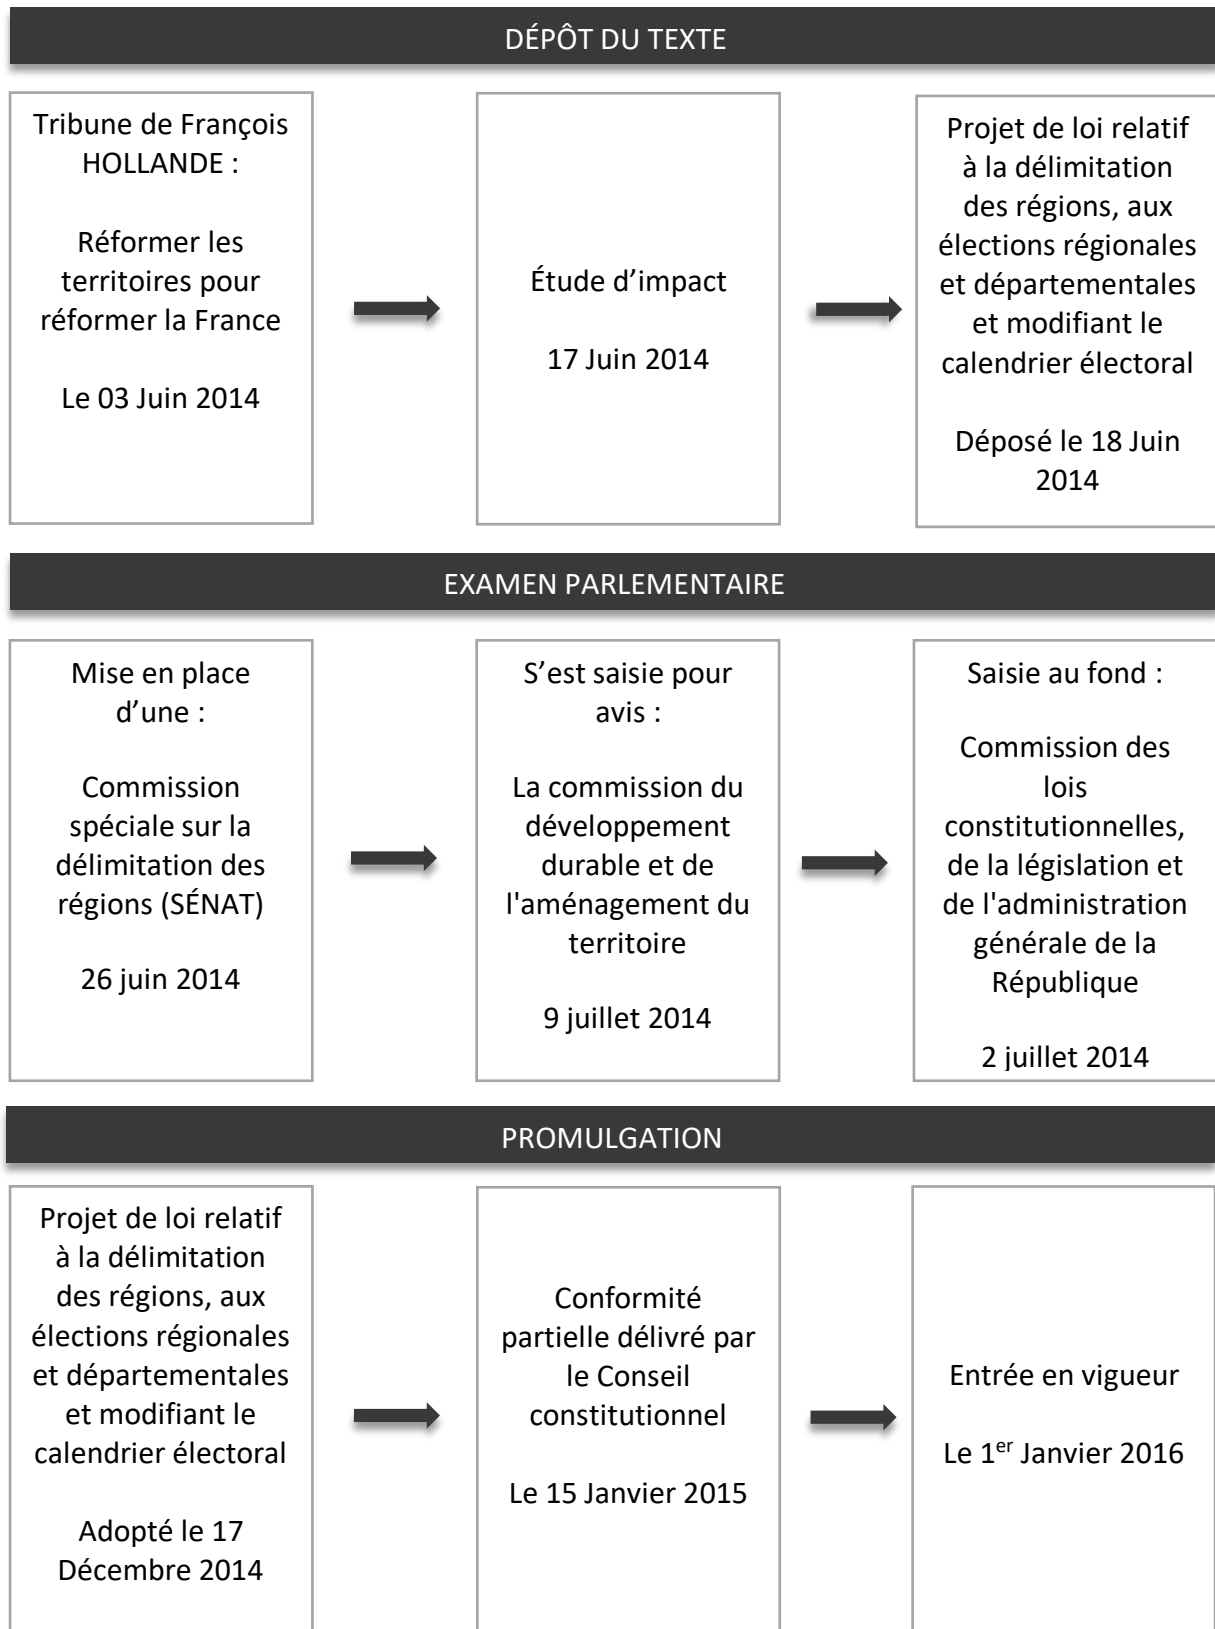 DÉPÔT DU TEXTE
Tribune de François
HOLLANDE :
Réformer les
territoires pour
réformer la France
Le 03 Juin 2014
Étude d’impact
17 Juin 2014
Projet de loi relatif
à la délimitation
des régions, aux
élections régionales
et départementales
et modifiant le
calendrier électoral
Déposé le 18 Juin
2014
EXAMEN PARLEMENTAIRE
Mise en place
d’une :
Commission
spéciale sur la
délimitation des
régions (SÉNAT)
26 juin 2014
S’est saisie pour
avis :
La commission du
développement
durable et de
l'aménagement du
territoire
9 juillet 2014
Saisie au fond :
Commission des
lois
constitutionnelles,
de la législation et
de l'administration
générale de la
République
2 juillet 2014
PROMULGATION
Projet de loi relatif
à la délimitation
des régions, aux
élections régionales
et départementales
et modifiant le
calendrier électoral
Adopté le 17
Décembre 2014
Conformité
partielle délivré par
le Conseil
constitutionnel
Le 15 Janvier 2015
Entrée en vigueur
Le 1er Janvier 2016